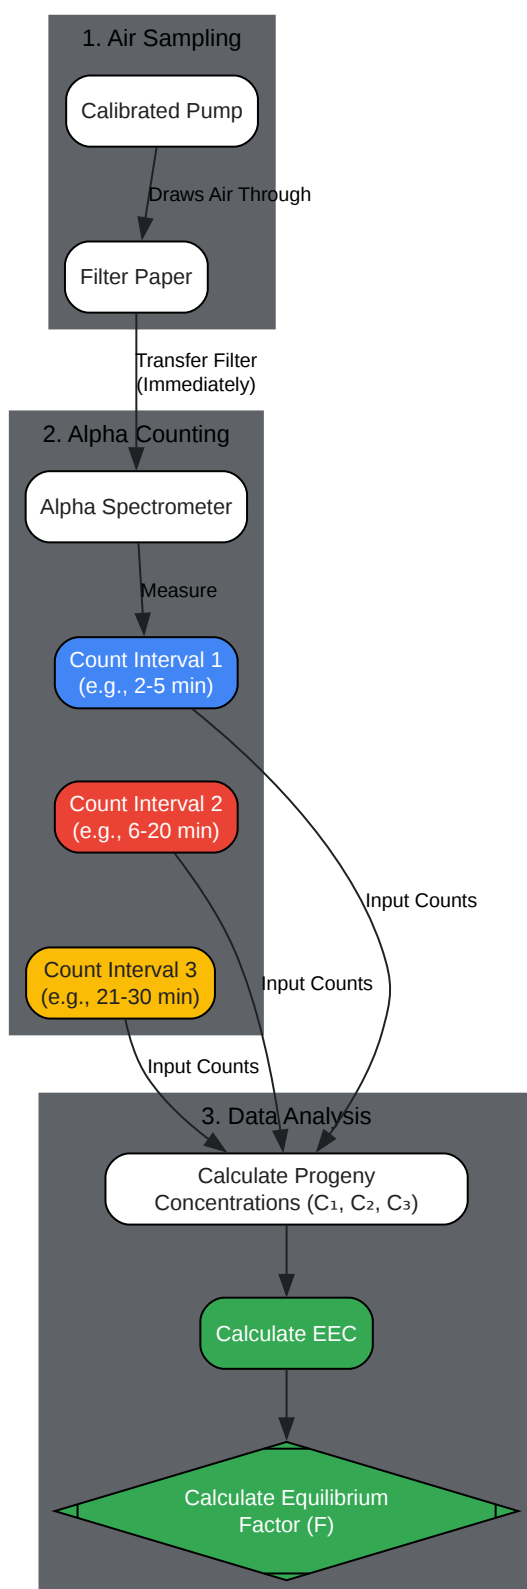 1. Air Sampling
Calibrated Pump
Draws Air Through
Filter Paper
Transfer Filter
(Immediately)
2. Alpha Counting
Alpha Spectrometer
Measure
Count Interval 1
(e.g., 2-5 min)
Count Interval 2
(e.g., 6-20 min)
Input Counts
Count Interval 3
(e.g., 21-30 min)
Input Counts
Input Counts
3. Data Analysis
Calculate Progeny
Concentrations (C₁, C₂, C₃)
Calculate EEC
Calculate Equilibrium
Factor (F)